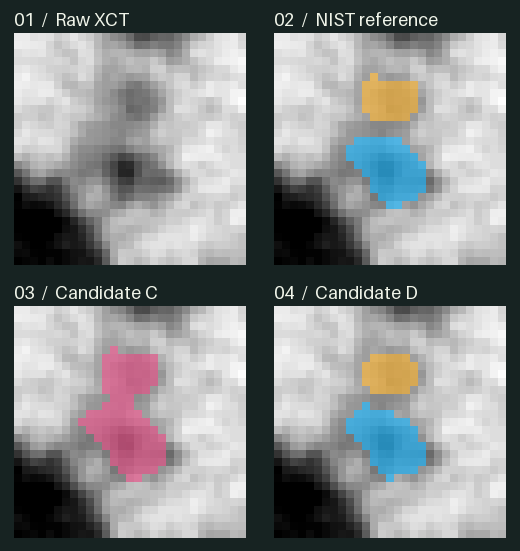 01 / Raw XCT
02 / NIST reference
03 / Candidate C
04 / Candidate D